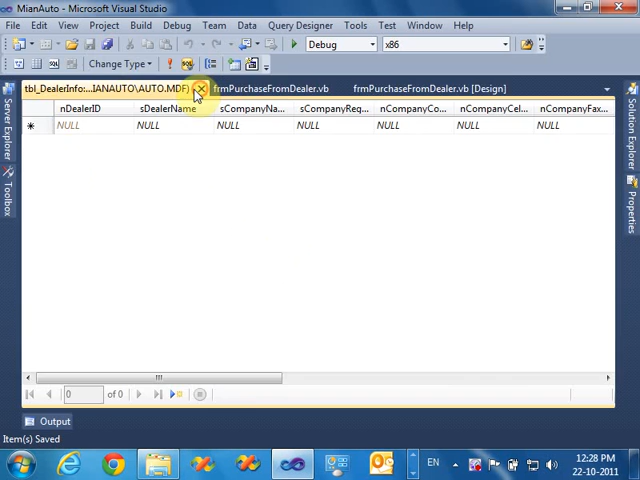 MianAuto - Microsoft Visual Studio
File Edit View Project Build Debug Team Data Query Designer Tools Test Window Help
Debug x86
Change Type SQL
tbl_DealerInfo:...IANAUTO\AUTO.MDF) frmPurchaseFromDealer.vb frmPurchaseFromDealer.vb [Design]
nDealerID sDealerName sCompanyNa... sCompanyReq... nCompanyCo... nCompanyCel... nCompanyFax
NULL NULL NULL NULL NULL NULL NULL
Server Explorer
Toolbox
Solution Explorer
Properties
0 of 0
Output
Item(s) Saved
EN 12:28 PM
22-10-2011